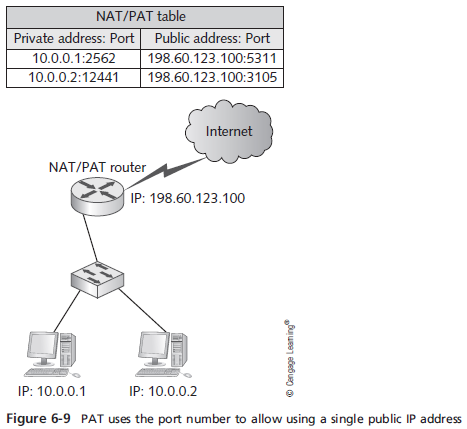 NAT/PAT table
Private address: Port Public address: Port
10.0.0.1:2562 198.60.123.100:5311
10.0.0.2:12441 198.60.123.100:3105
Internet
NAT/PAT router
IP: 198.60.123.100
IP: 10.0.0.1 IP: 10.0.0.2
© Cengage Learning®
Figure 6-9 PAT uses the port number to allow using a single public IP address